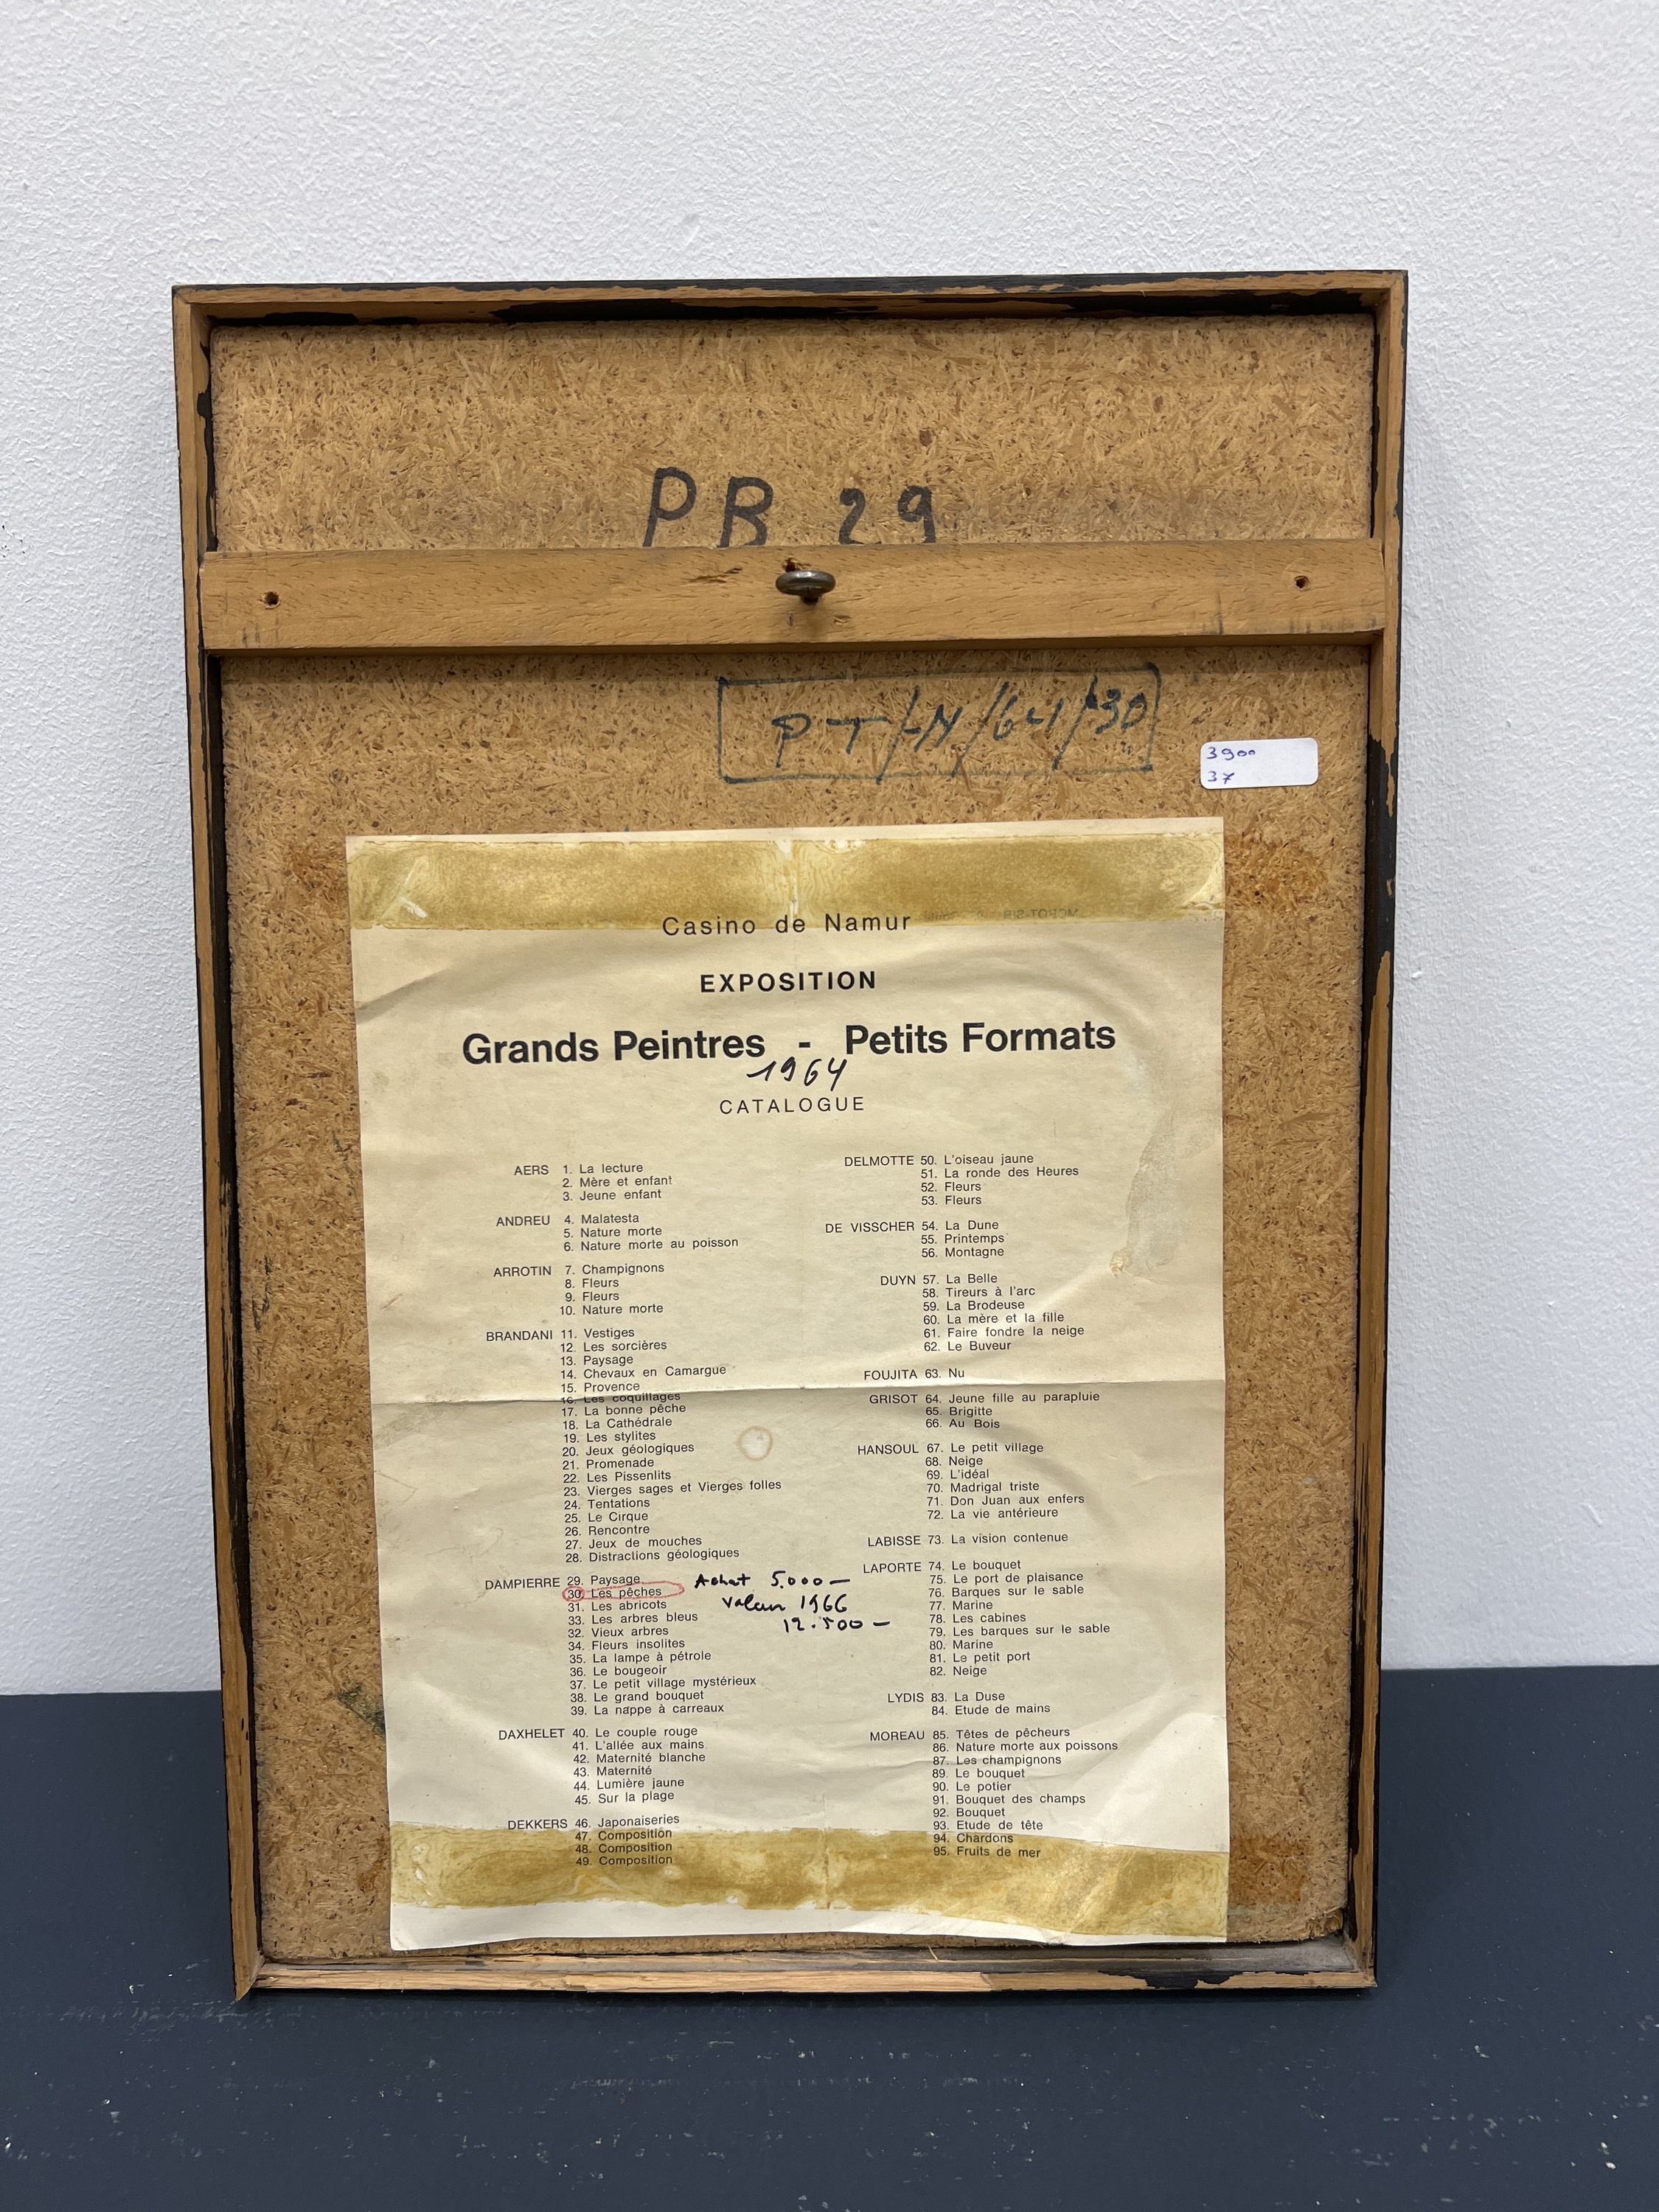 PB 29
PT/-N/641/30
3900
37
Casino de Namur
EXPOSITION
Grands Peintres - Petits Formats
1964
CATALOGUE
AERS 1. La lecture
2. Mère et enfant
3. Jeune enfant
ANDREU 4. Malatesta
5. Nature morte
6. Nature morte au poisson
ARROTIN 7. Champignons
8. Fleurs
9. Fleurs
10. Nature morte
BRANDANI 11. Vestiges
12. Les sorcières
13. Paysage
14. Chevaux en Camargue
15. Provence
16. Les coquillages
17. La bonne pêche
18. La Cathédrale
19. Les stylites
20. Jeux géologiques
21. Promenade
22. Les Pissenlits
23. Vierges sages et Vierges folles
24. Tentations
25. Le Cirque
26. Rencontre
27. Jeux de mouches
28. Distractions géologiques
DAMPIERRE 29. Paysage
30. Les pêches
31. Les abricots
33. Les arbres bleus
32. Vieux arbres
34. Fleurs insolites
35. La lampe à pétrole
36. Le bougeoir
37. Le petit village mystérieux
38. Le grand bouquet
39. La nappe à carreaux
Achat 5.000 —
Valeur 1966
12.500 —
DAXHELET 40. Le couple rouge
41. L'allée aux mains
42. Maternité blanche
43. Maternité
44. Lumière jaune
45. Sur la plage
DEKKERS 46. Japonaiseries
47. Composition
48. Composition
49. Composition
DELMOTTE 50. L'oiseau jaune
51. La ronde des Heures
52. Fleurs
53. Fleurs
DE VISSCHER 54. La Dune
55. Printemps
56. Montagne
DUYN 57. La Belle
58. Tireurs à l'arc
59. La Brodeuse
60. La mère et la fille
61. Faire fondre la neige
62. Le Buveur
FOUJITA 63. Nu
GRISOT 64. Jeune fille au parapluie
65. Brigitte
66. Au Bois
HANSOUL 67. Le petit village
68. Neige
69. L'idéal
70. Madrigal triste
71. Don Juan aux enfers
72. La vie antérieure
LABISSE 73. La vision contenue
LAPORTE 74. Le bouquet
75. Le port de plaisance
76. Barques sur le sable
77. Marine
78. Les cabines
79. Les barques sur le sable
80. Marine
81. Le petit port
82. Neige
LYDIS 83. La Duse
84. Etude de mains
MOREAU 85. Têtes de pêcheurs
86. Nature morte aux poissons
87. Les champignons
89. Le bouquet
90. Le potier
91. Bouquet des champs
92. Bouquet
93. Etude de tête
94. Chardons
95. Fruits de mer